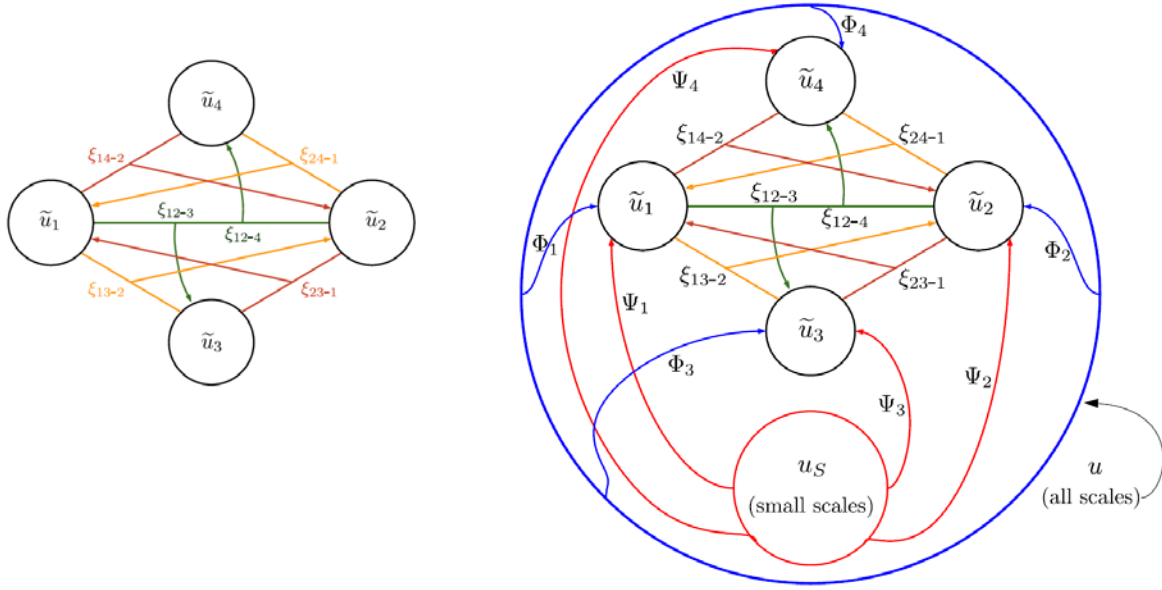 ũ₄
ξ₁₄₋₂
ξ₂₄₋₁
ũ₁
ξ₁₂₋₃
ξ₁₂₋₄
ũ₂
ξ₁₃₋₂
ξ₂₃₋₁
ũ₃
Φ₄
Ψ₄
ũ₄
ξ₁₄₋₂
ξ₂₄₋₁
ũ₁
ξ₁₂₋₃
ξ₁₂₋₄
ũ₂
Φ₁
Φ₂
ξ₁₃₋₂
ξ₂₃₋₁
Ψ₁
ũ₃
Φ₃
Ψ₃
Ψ₂
u_S
(small scales)
u
(all scales)